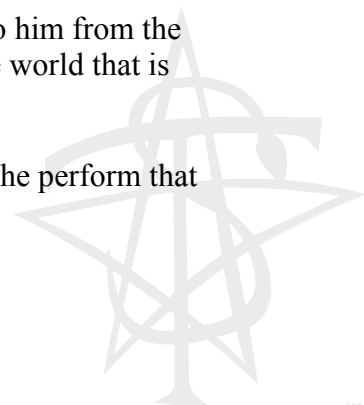 o him from the
world that is
he perform that